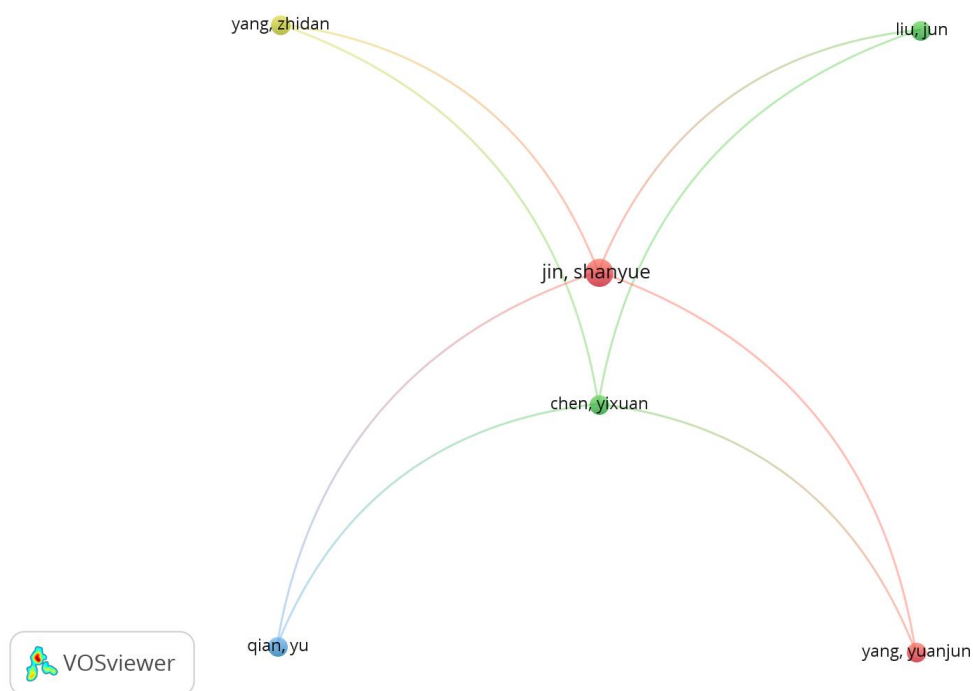 yang, zhidan
liu, jun
jin, shanyue
chen, yixuan
qian, yu
yang, yuanjun
VOSviewer